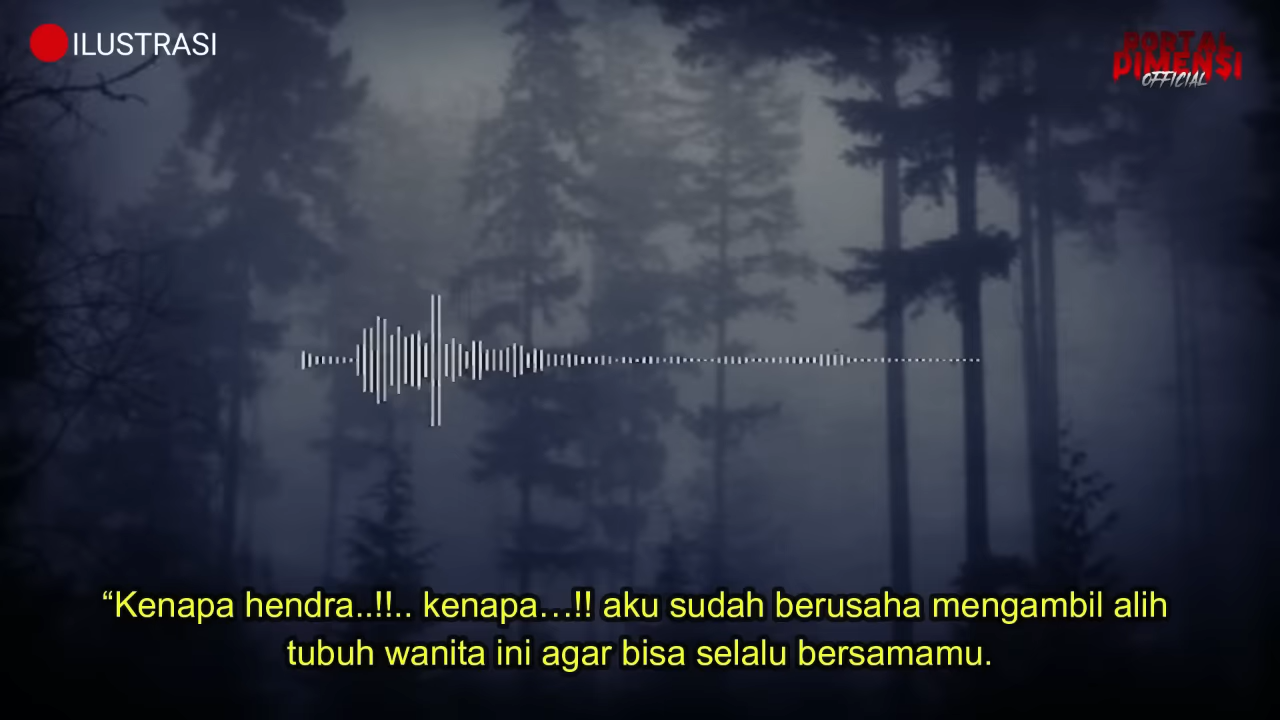 ILUSTRASI
PORTAL
DIMENSI
OFFICIAL
“Kenapa hendra..!!.. kenapa…!! aku sudah berusaha mengambil alih
tubuh wanita ini agar bisa selalu bersamamu.